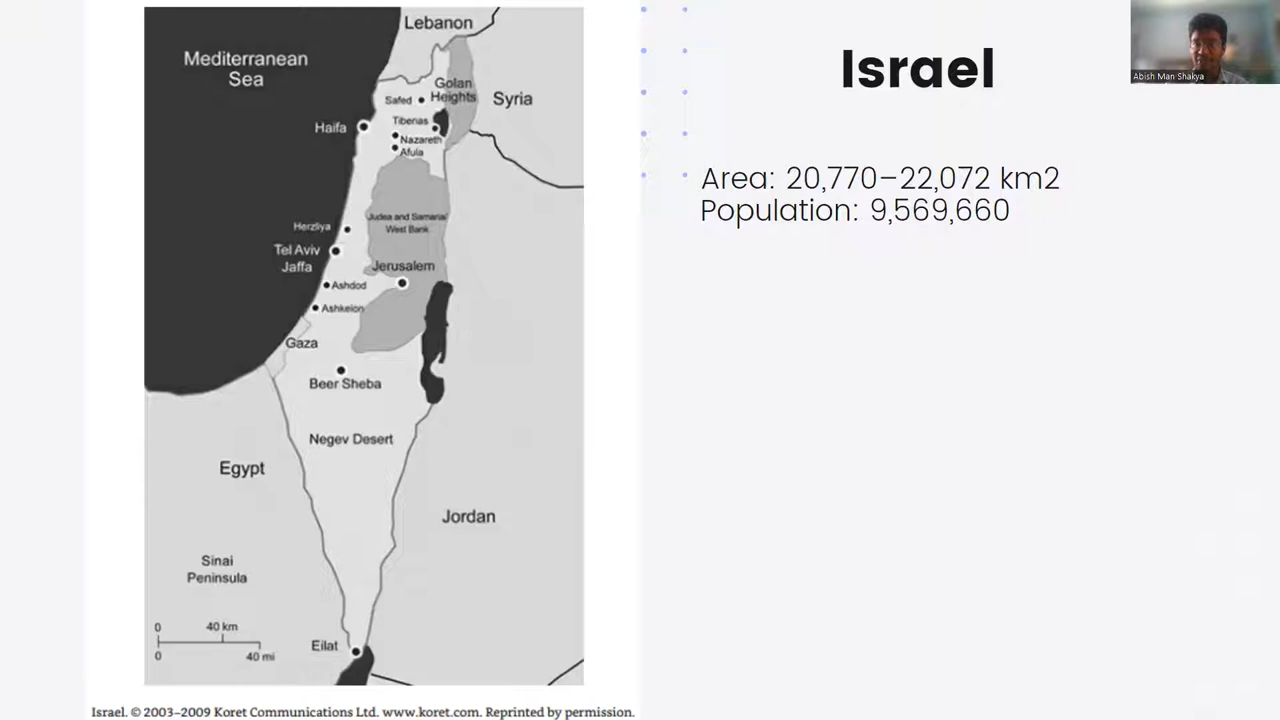 Lebanon
Mediterranean
Sea
Golan
Heights
Syria
Safed
Tiberias
Haifa
Nazareth
Afula
Judea and Samaria/
West Bank
Herzliya
Tel Aviv
Jaffa
Jerusalem
Ashdod
Ashkelon
Gaza
Beer Sheba
Negev Desert
Egypt
Jordan
Sinai
Peninsula
0 40 km
0 40 mi
Eilat
Israel. © 2003–2009 Koret Communications Ltd. www.koret.com. Reprinted by permission.
Israel
Area: 20,770–22,072 km2
Population: 9,569,660
Abish Man Shakya